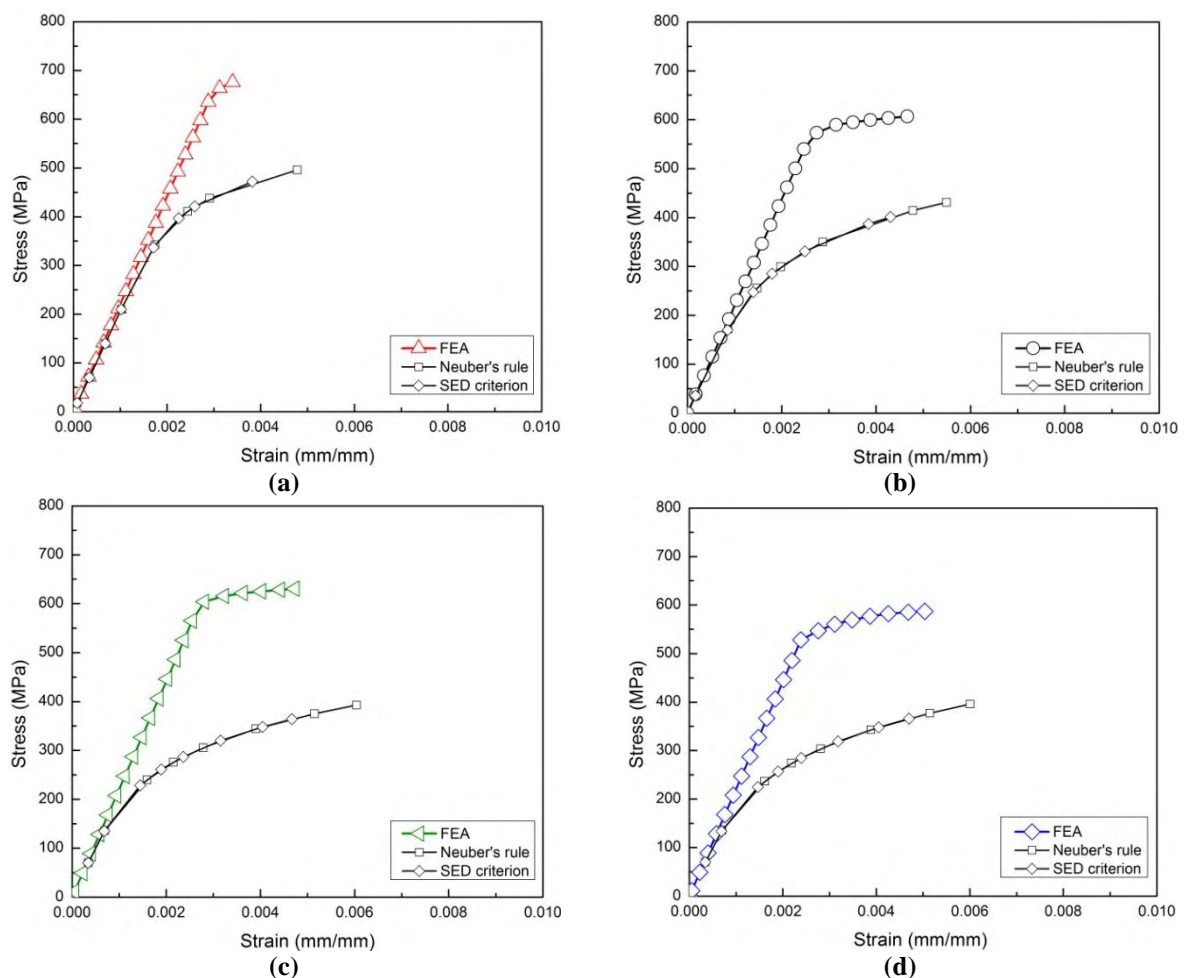 800
700
600
500
400
300
200
100
0
Stress (MPa)
FEA
Neuber's rule
SED criterion
0.000 0.002 0.004 0.006 0.008 0.010
Strain (mm/mm)
(a)
800
700
600
500
400
300
200
100
0
Stress (MPa)
FEA
Neuber's rule
SED criterion
0.000 0.002 0.004 0.006 0.008 0.010
Strain (mm/mm)
(b)
800
700
600
500
400
300
200
100
0
Stress (MPa)
FEA
Neuber's rule
SED criterion
0.000 0.002 0.004 0.006 0.008 0.010
Strain (mm/mm)
(c)
800
700
600
500
400
300
200
100
0
Stress (MPa)
FEA
Neuber's rule
SED criterion
0.000 0.002 0.004 0.006 0.008 0.010
Strain (mm/mm)
(d)